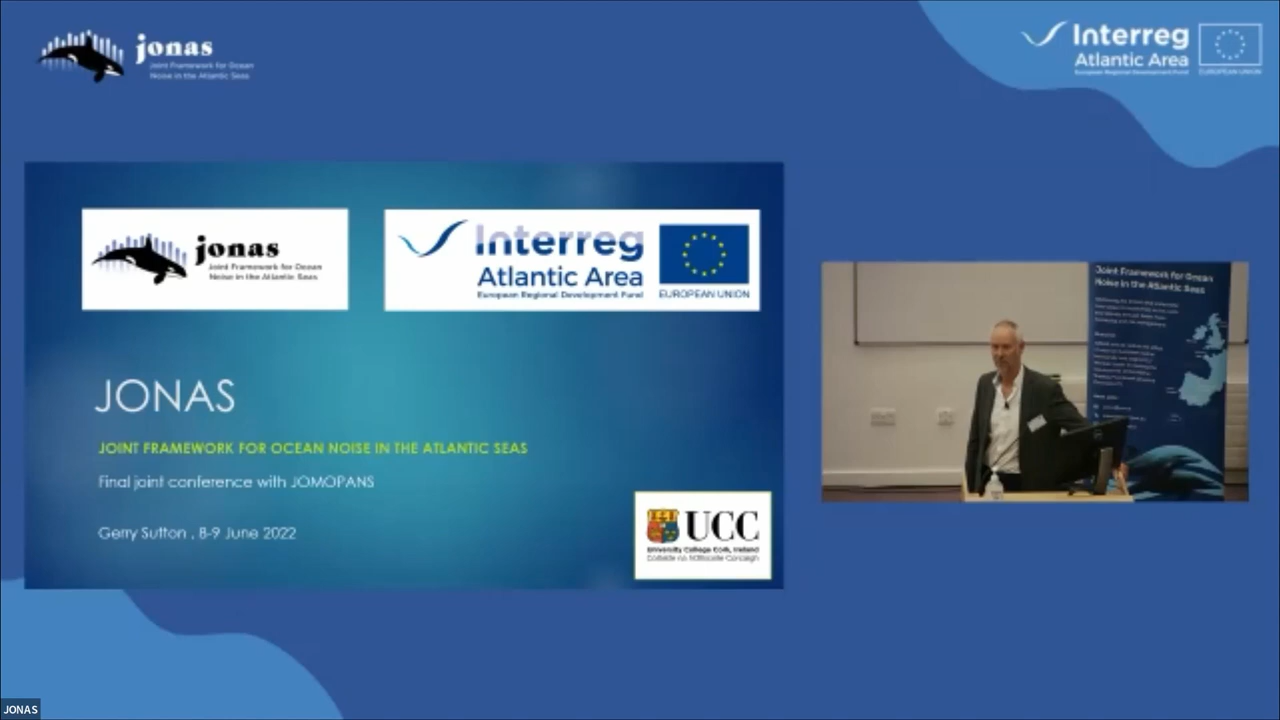 jonas
Joint Framework for Ocean
Noise in the Atlantic Seas
Interreg
Atlantic Area
European Regional Development Fund
EUROPEAN UNION
jonas
Joint Framework for Ocean
Noise in the Atlantic Seas
Interreg
Atlantic Area
European Regional Development Fund
EUROPEAN UNION
JONAS
JOINT FRAMEWORK FOR OCEAN NOISE IN THE ATLANTIC SEAS
Final joint conference with JOMOPANS
Gerry Sutton , 8-9 June 2022
UCC
University College Cork, Ireland
Coláiste na hOllscoile Corcaigh
Joint Framework for Ocean
Noise in the Atlantic Seas
JONAS